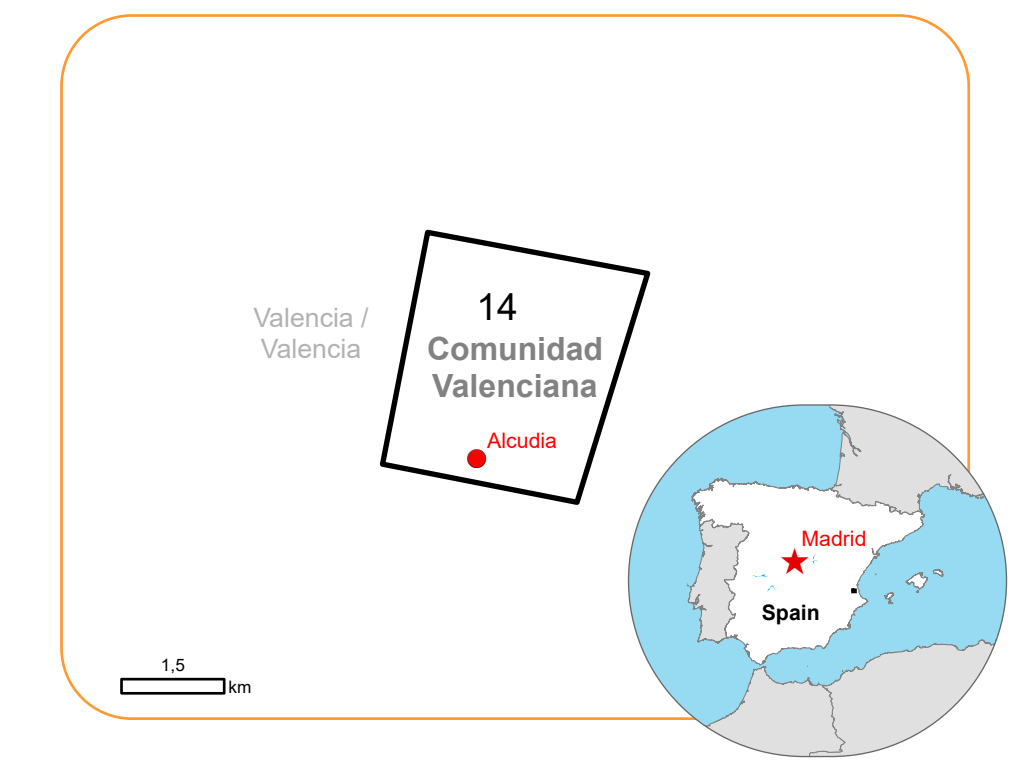 14
Valencia /
Valencia
Comunidad
Valenciana
Alcudia
Madrid
Spain
1,5
km